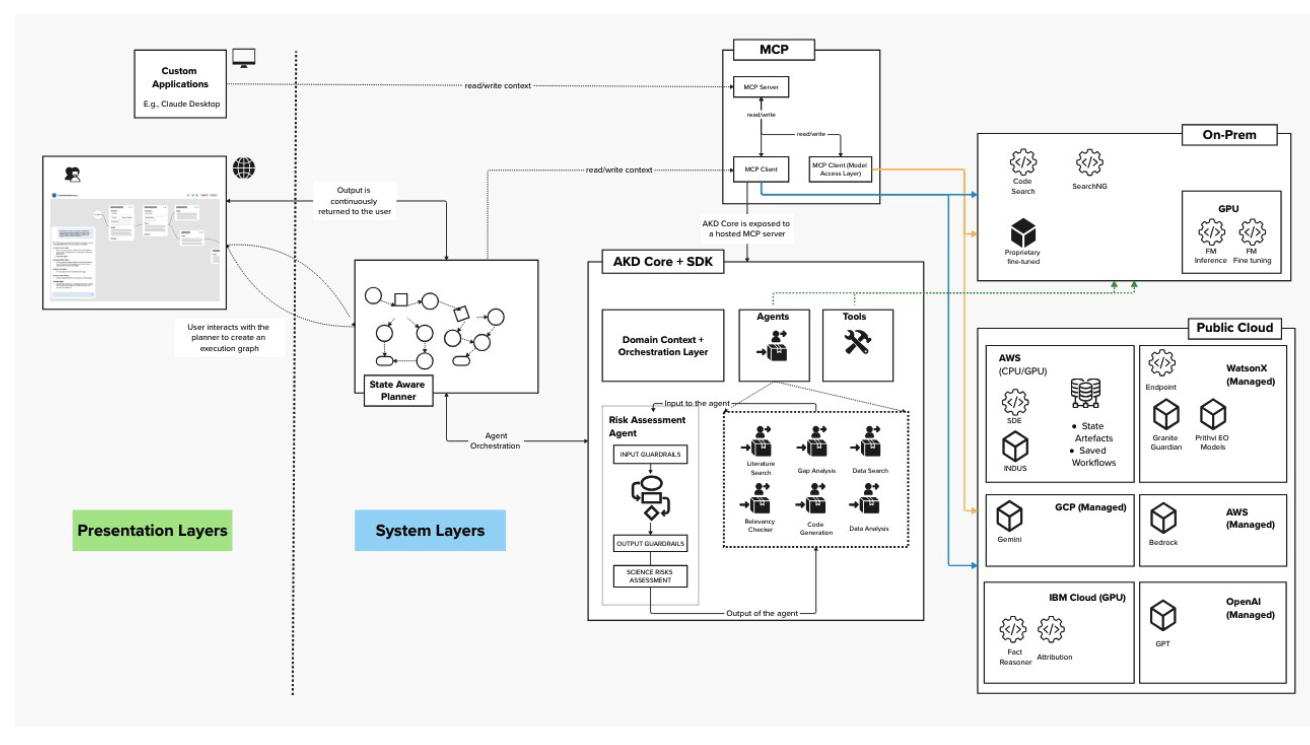 MCP
Custom
Applications
E.g., Claude Desktop
read/write context
MCP Server
read/write
read/write
On-Prem
read/write context
MCP Client
MCP Client (Model
Access Layer)
Code
Search
SearchNG
Output is
continuously
returned to the user
GPU
FM
Inference
FM
Fine tuning
Proprietary
fine-tuned
AKD Core is exposed to
a hosted MCP server
AKD Core + SDK
User interacts with the
planner to create an
execution graph
State Aware
Planner
Domain Context +
Orchestration Layer
Agents
Tools
Public Cloud
AWS
(CPU/GPU)
SDE
INDUS
• State
Artefacts
• Saved
Workflows
WatsonX
(Managed)
Endpoint
Granite
Guardian
Prithvi EO
Models
Input to the agent
Agent
Orchestration
Risk Assessment
Agent
INPUT GUARDRAILS
OUTPUT GUARDRAILS
SCIENCE RISKS
ASSESSMENT
Literature
Search
Gap Analysis
Data Search
Relevancy
Checker
Code
Generation
Data Analysis
Output of the agent
GCP (Managed)
Gemini
AWS
(Managed)
Bedrock
IBM Cloud (GPU)
Fact
Reasoner
Attribution
OpenAI
(Managed)
GPT
Presentation Layers
System Layers